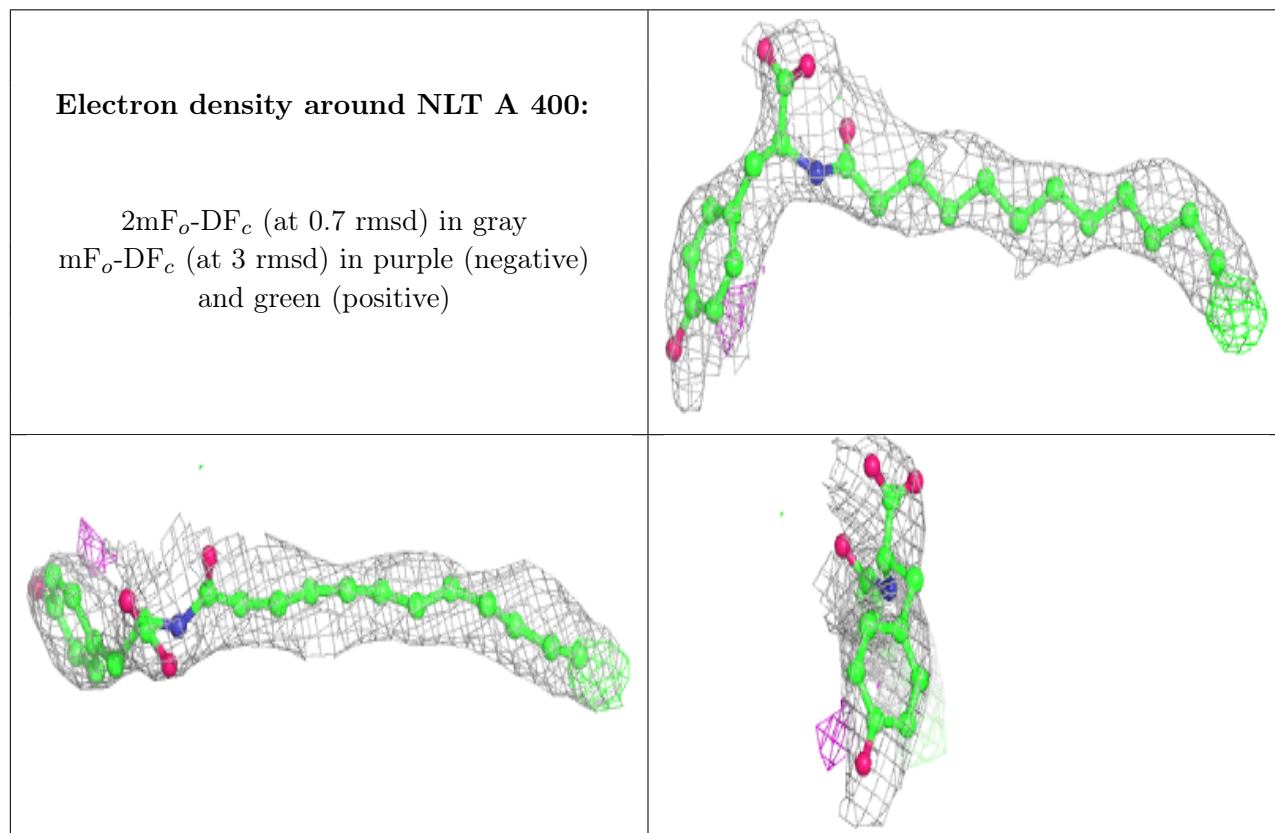 Electron density around NLT A 400:
2mFo-DFc (at 0.7 rmsd) in gray
mFo-DFc (at 3 rmsd) in purple (negative)
and green (positive)